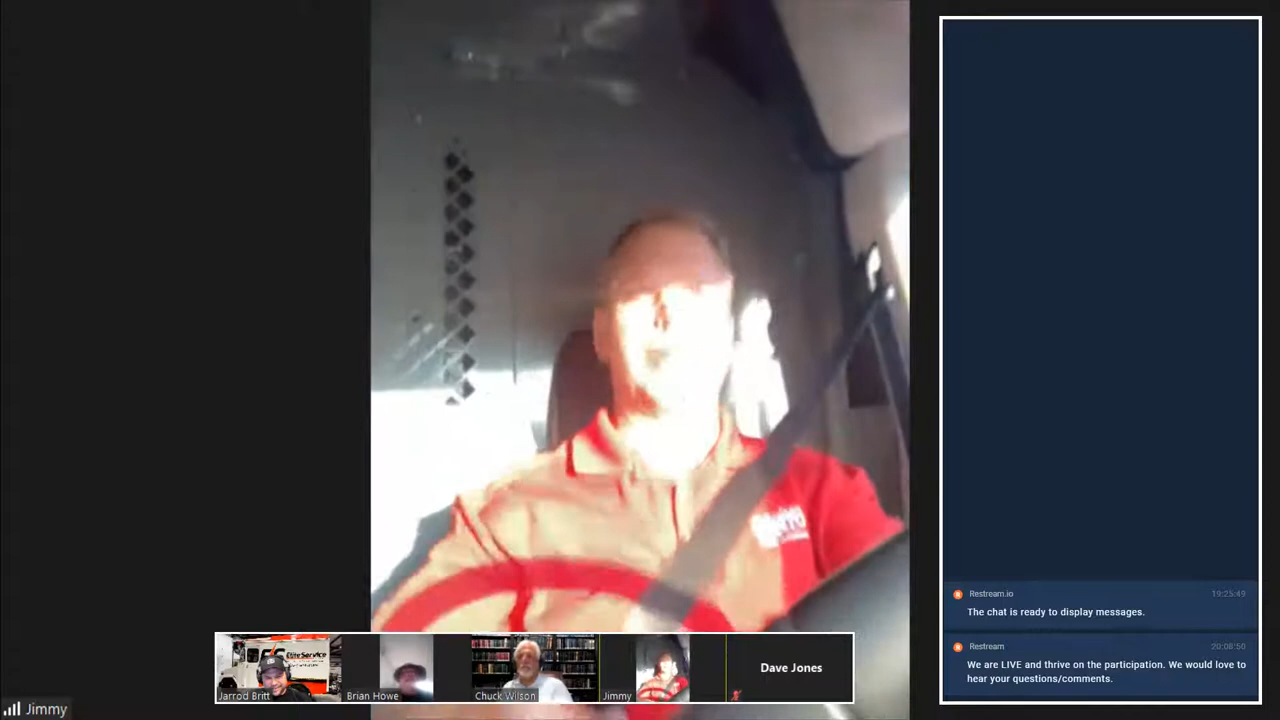 Restream.io
19:25:49
The chat is ready to display messages.
Restream
20:08:50
We are LIVE and thrive on the participation. We would love to
hear your questions/comments.
Elite Service
Jarrod Britt
Brian Howe
Chuck Wilson
Jimmy
Dave Jones
Jimmy